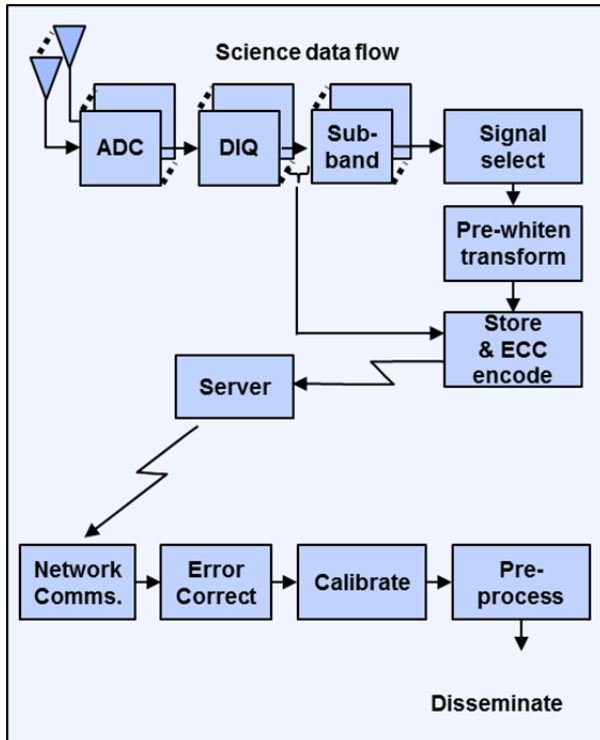 Science data flow
ADC
DIQ
Sub-
band
Signal
select
Pre-whiten
transform
Store
& ECC
encode
Server
Network
Comms.
Error
Correct
Calibrate
Pre-
process
Disseminate